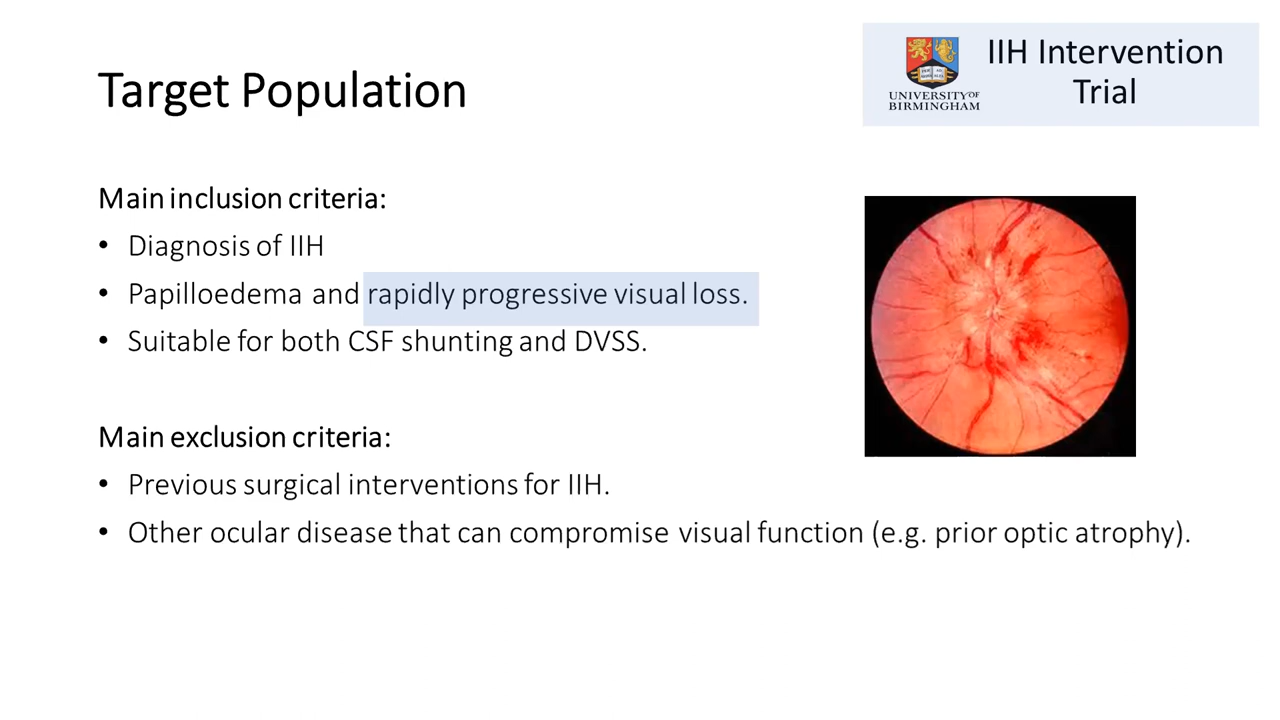 Target Population
UNIVERSITY OF
BIRMINGHAM
IIH Intervention
Trial
Main inclusion criteria:
• Diagnosis of IIH
• Papilloedema and rapidly progressive visual loss.
• Suitable for both CSF shunting and DVSS.
Main exclusion criteria:
• Previous surgical interventions for IIH.
• Other ocular disease that can compromise visual function (e.g. prior optic atrophy).